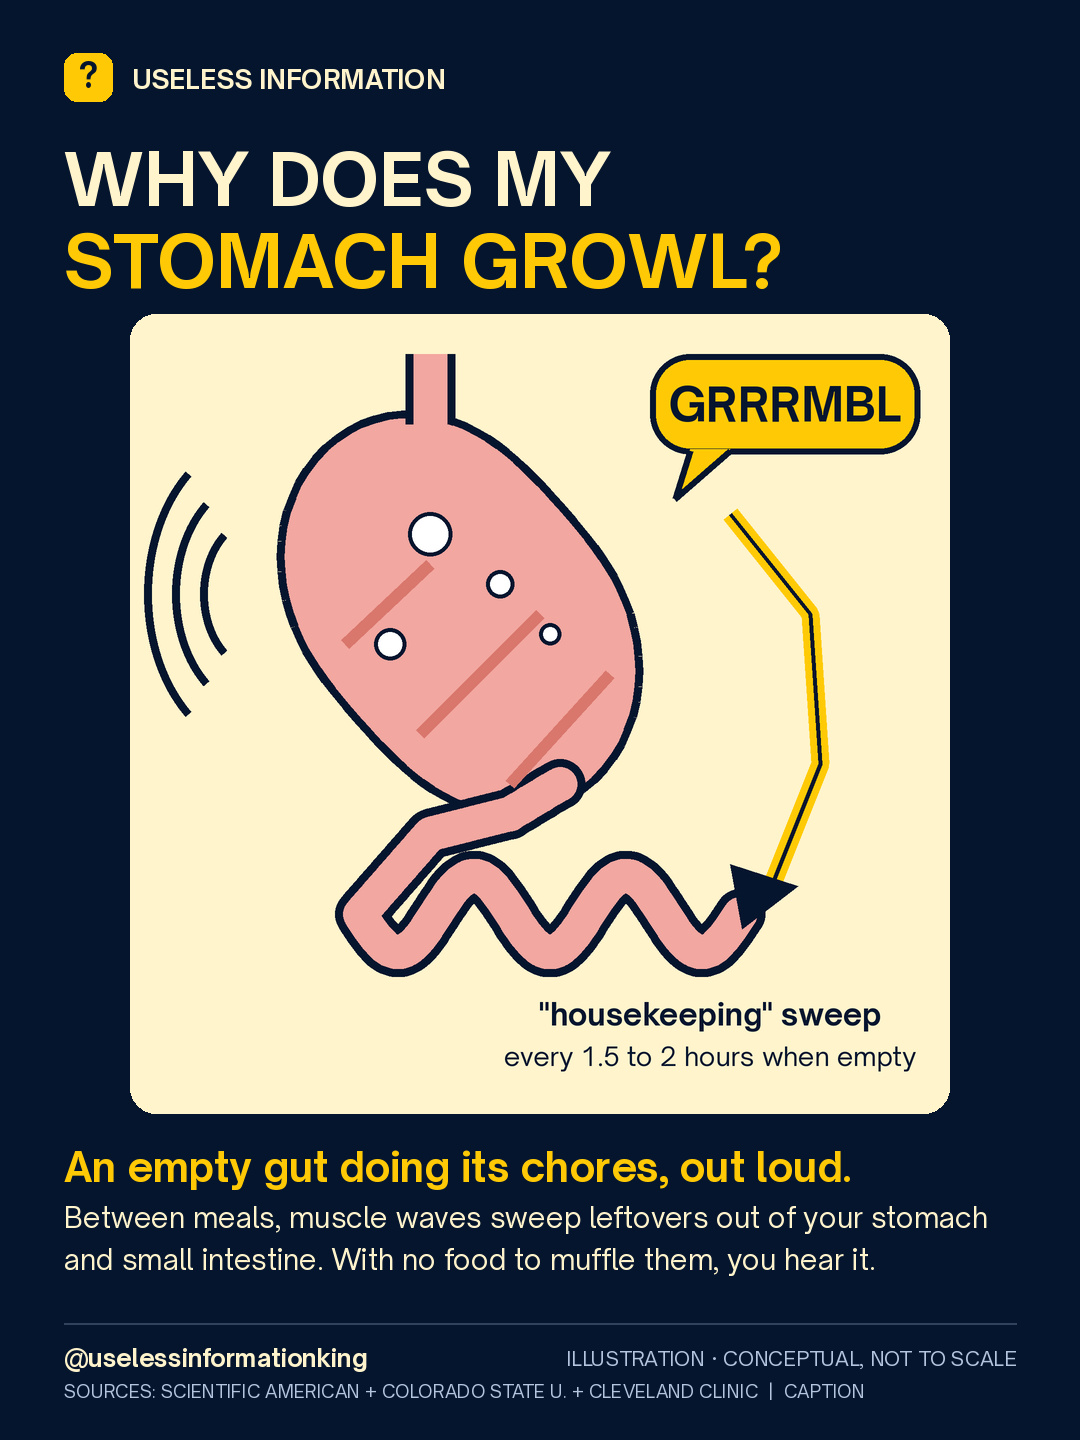 ?
USELESS INFORMATION
WHY DOES MY
STOMACH GROWL?
GRRRMBL
"housekeeping" sweep
every 1.5 to 2 hours when empty
An empty gut doing its chores, out loud.
Between meals, muscle waves sweep leftovers out of your stomach
and small intestine. With no food to muffle them, you hear it.
@uselessinformationking
ILLUSTRATION · CONCEPTUAL, NOT TO SCALE
SOURCES: SCIENTIFIC AMERICAN + COLORADO STATE U. + CLEVELAND CLINIC | CAPTION